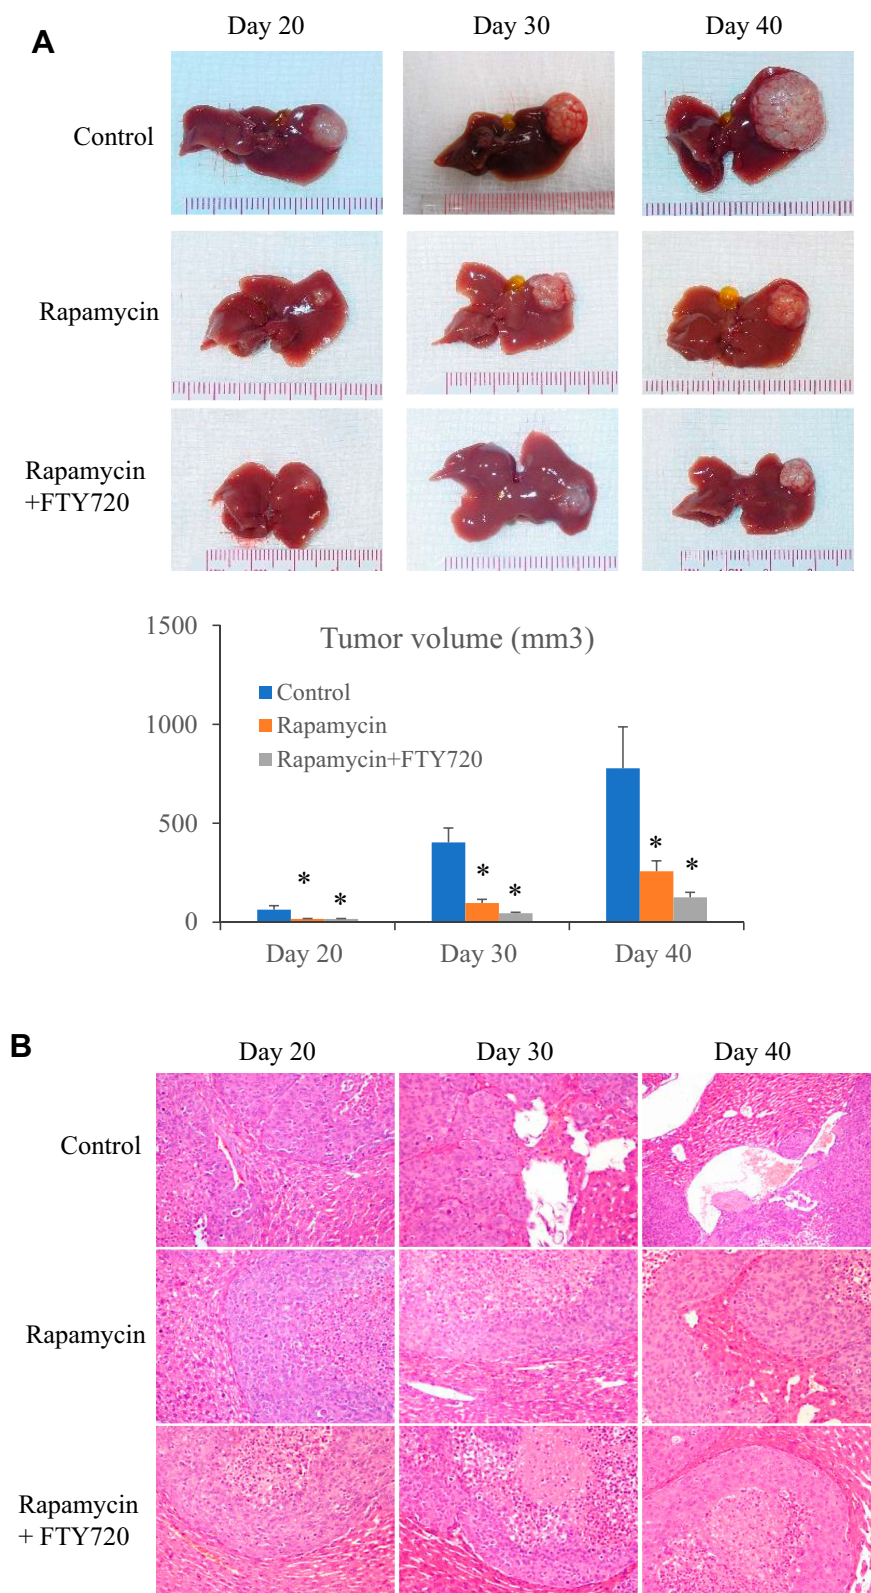 A
Day 20
Day 30
Day 40
Control
Rapamycin
Rapamycin
+FTY720
Tumor volume (mm3)
1500
1000
500
0
Control
Rapamycin
Rapamycin+FTY720
*
*
*
*
*
*
Day 20
Day 30
Day 40
B
Day 20
Day 30
Day 40
Control
Rapamycin
Rapamycin
+ FTY720